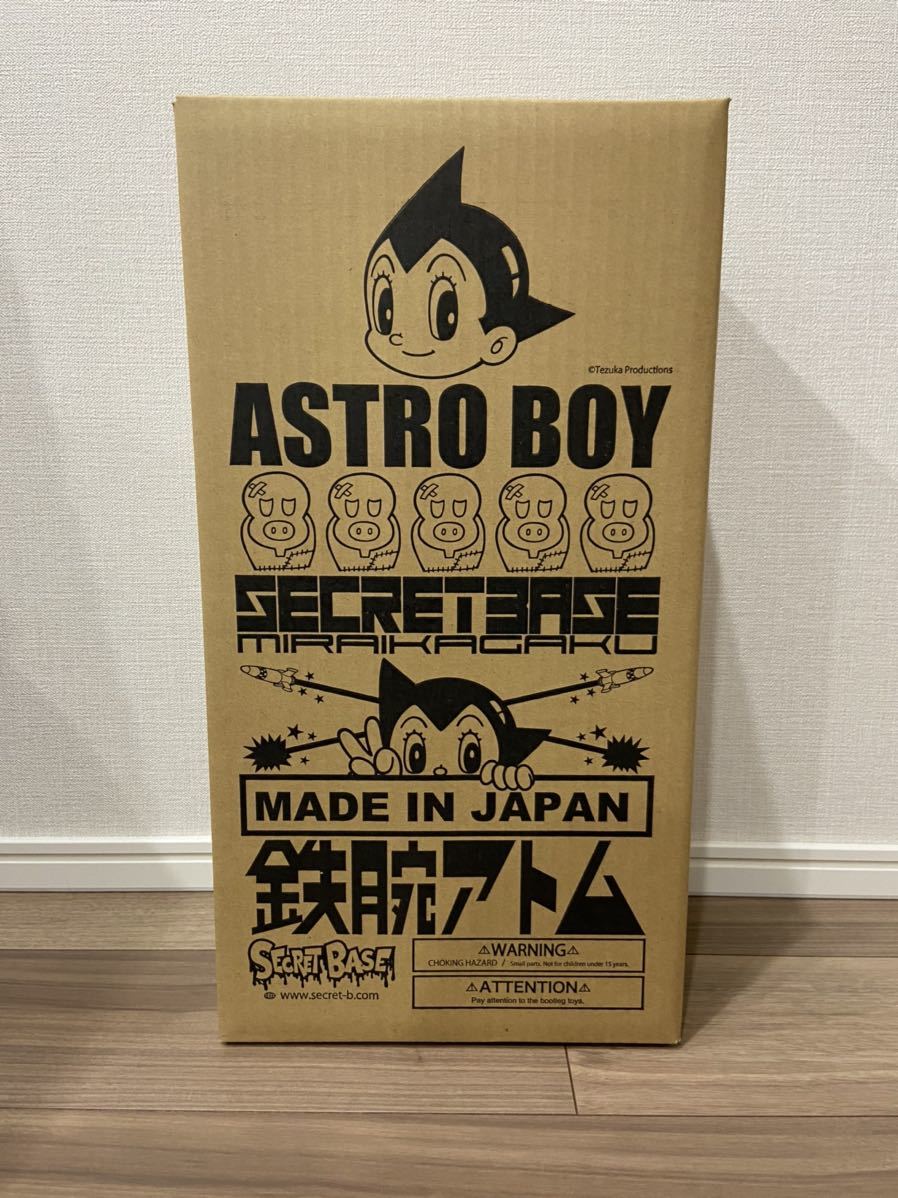 ©Tezuka Productions
ASTRO BOY
SECRETBASE
MIRAIKAGAKU
MADE IN JAPAN
鉄腕アトム
SECRET BASE
www.secret-b.com
⚠WARNING⚠
CHOKING HAZARD / Small parts. Not for children under 15 years.
⚠ATTENTION⚠
Pay attention to the bootleg toys.